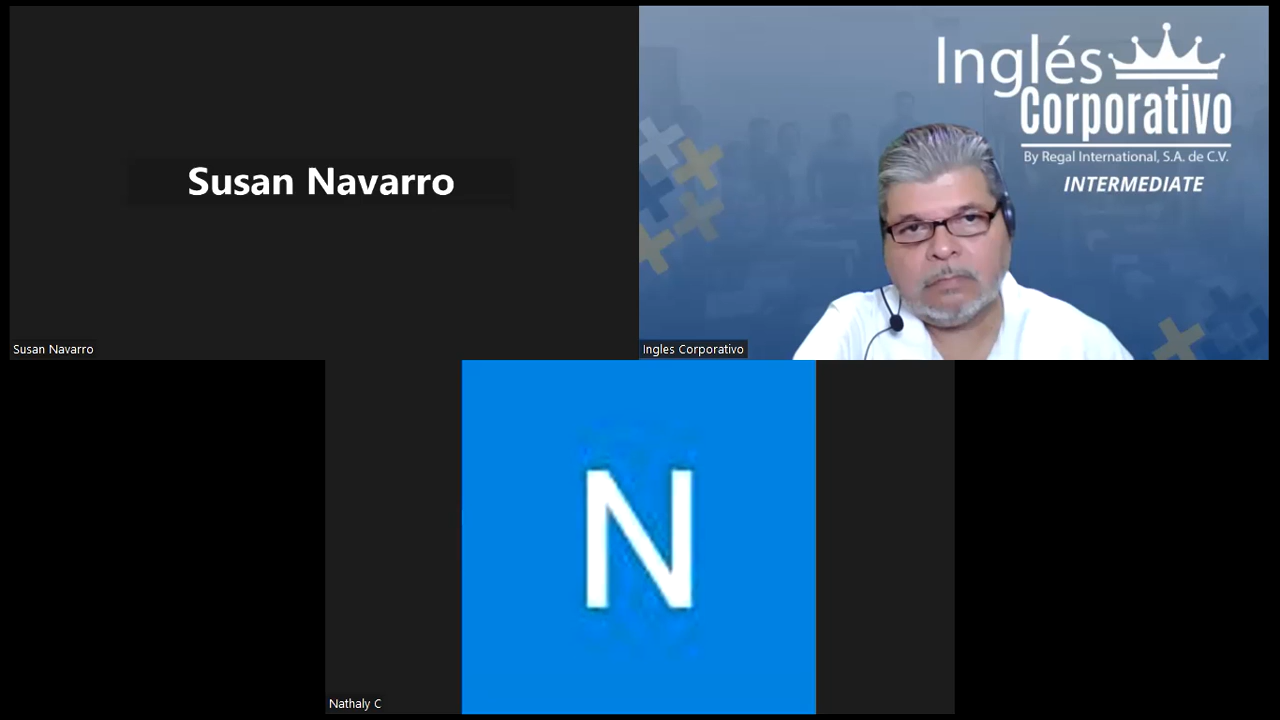 Susan Navarro
Susan Navarro
Inglés
Corporativo
By Regal International, S.A. de C.V.
INTERMEDIATE
Ingles Corporativo
N
Nathaly C